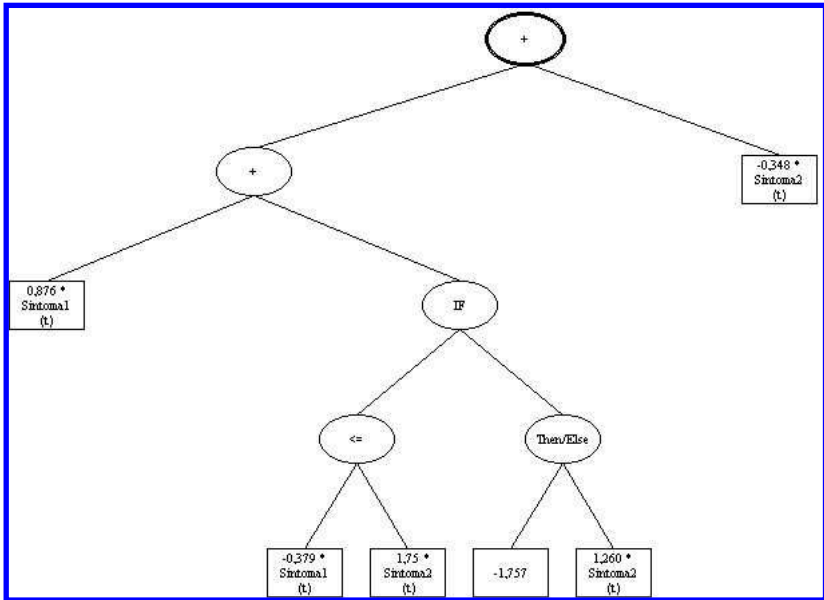 +
+
-0,348 *
Sintoma2
(t)
0,876 *
Sintoma1
(t)
IF
<=
Then/Else
-0,379 *
Sintoma1
(t)
1,75 *
Sintoma2
(t)
-1,757
1,260 *
Sintoma2
(t)